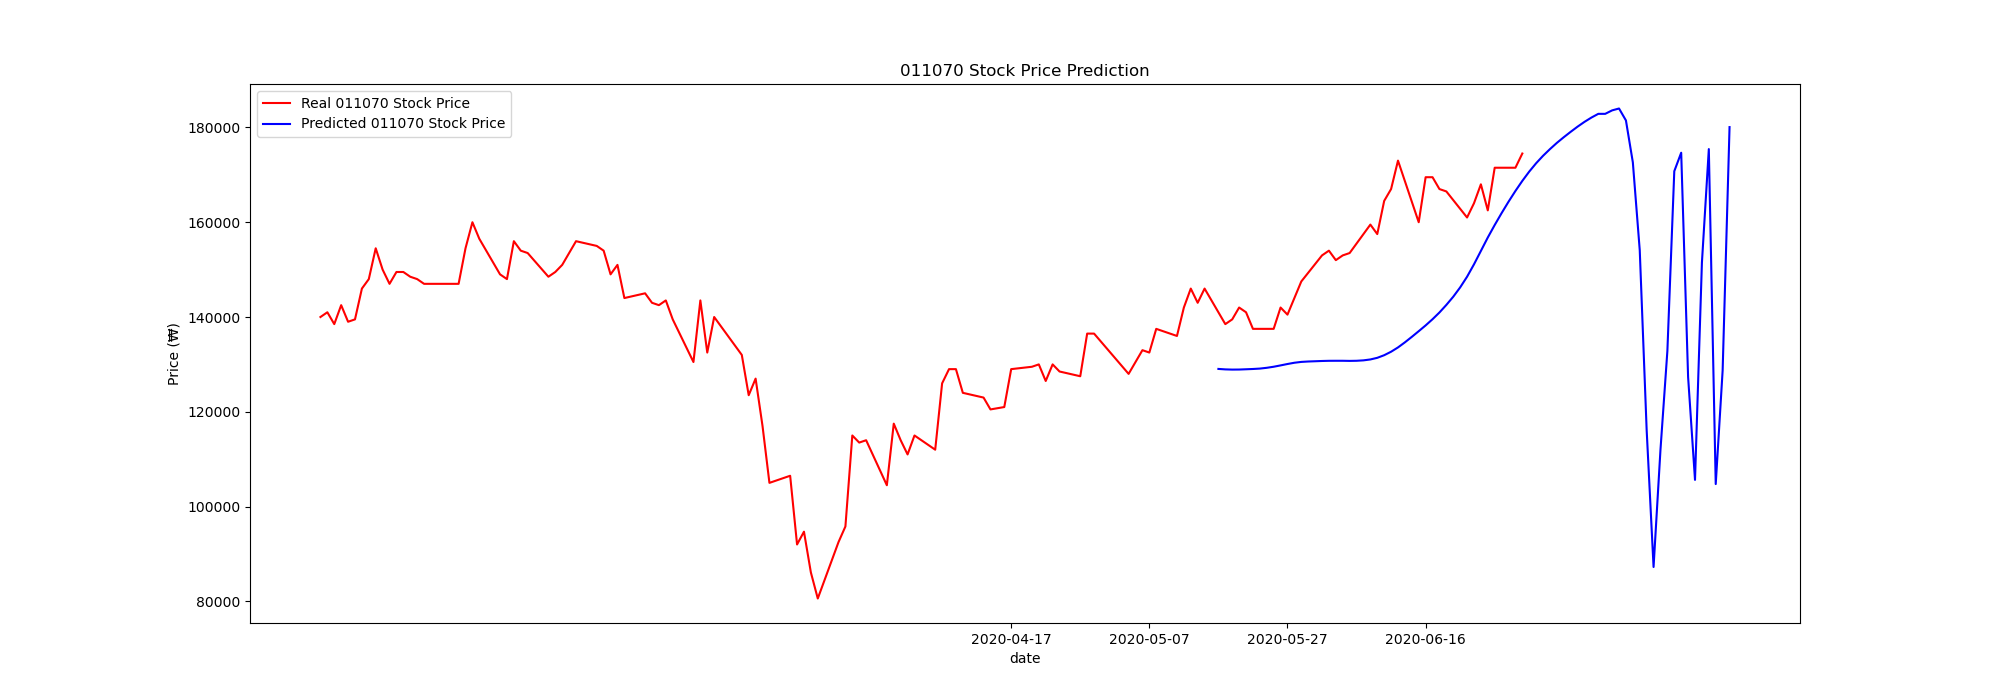 011070 Stock Price Prediction
Real 011070 Stock Price
Predicted 011070 Stock Price
180000
160000
140000
120000
100000
80000
Price (₩)
2020-04-17
2020-05-07
2020-05-27
2020-06-16
date